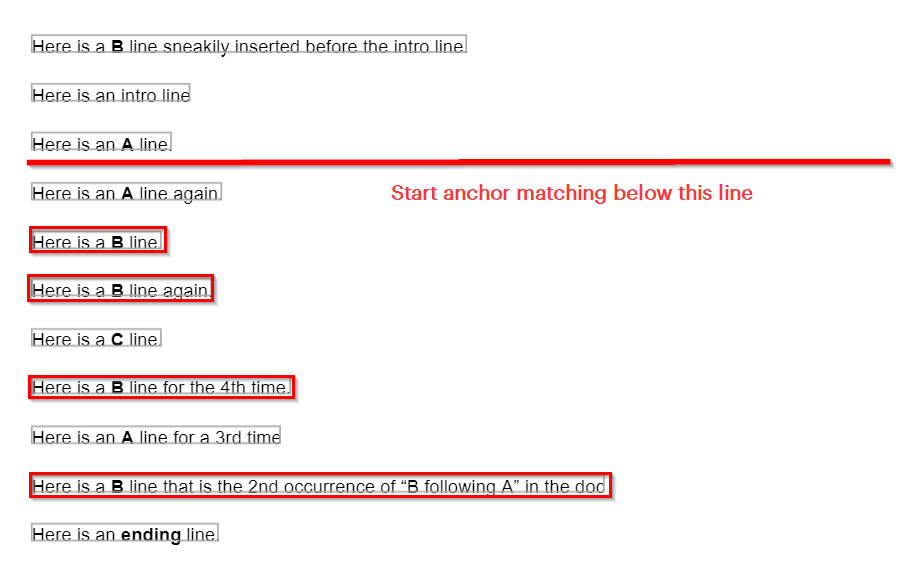 Here is a B line sneakily inserted before the intro line.
Here is an intro line
Here is an A line.
Here is an A line again.
Start anchor matching below this line
Here is a B line.
Here is a B line again.
Here is a C line.
Here is a B line for the 4th time.
Here is an A line for a 3rd time
Here is a B line that is the 2nd occurrence of “B following A” in the doc
Here is an ending line.